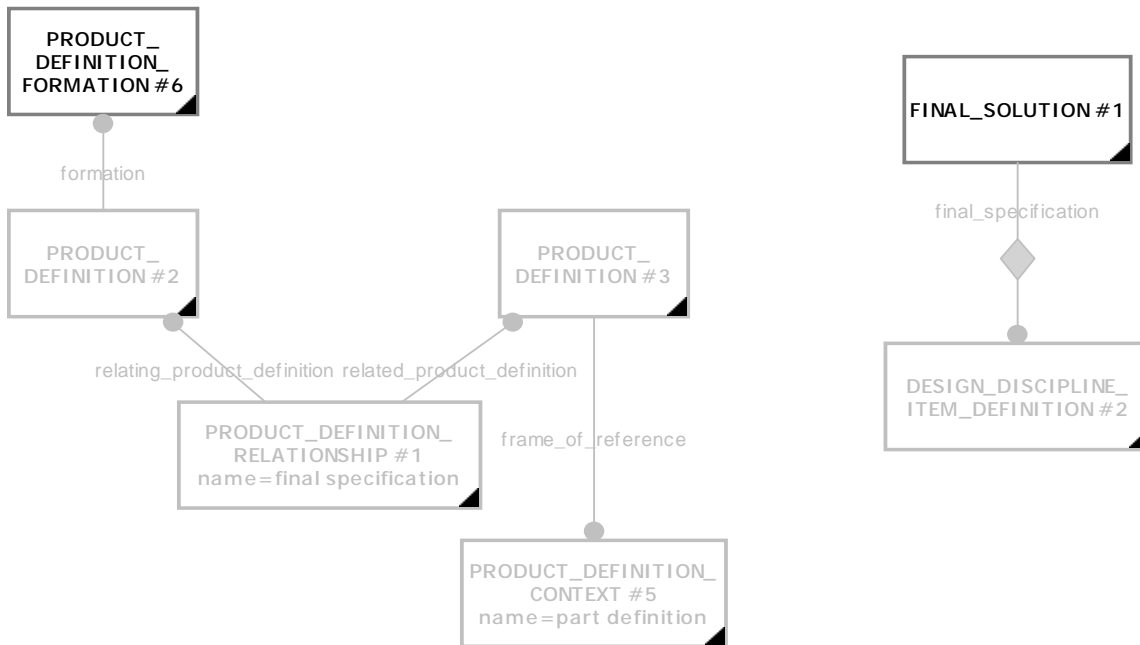 PRODUCT_
DEFINITION_
FORMATION #6
FINAL_SOLUTION #1
formation
final_specification
PRODUCT_
DEFINITION #2
PRODUCT_
DEFINITION #3
relating_product_definition
related_product_definition
DESIGN_DISCIPLINE_
ITEM_DEFINITION #2
PRODUCT_DEFINITION_
RELATIONSHIP #1
name=final specification
frame_of_reference
PRODUCT_DEFINITION_
CONTEXT #5
name=part definition